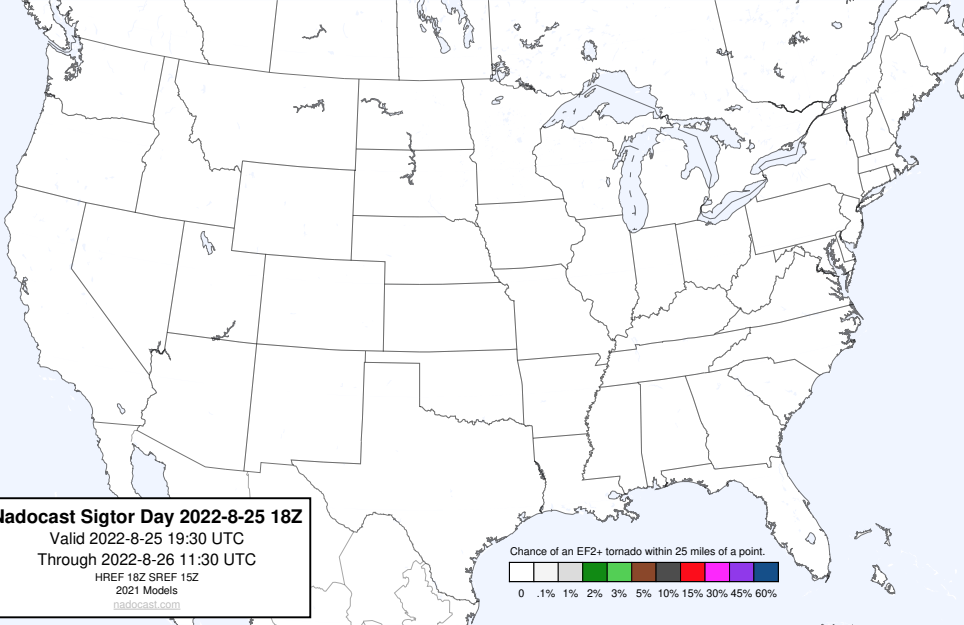 Nadocast Sigtor Day 2022-8-25 18Z
Valid 2022-8-25 19:30 UTC
Through 2022-8-26 11:30 UTC
HREF 18Z SREF 15Z
2021 Models
nadocast.com
Chance of an EF2+ tornado within 25 miles of a point.
0 .1% 1% 2% 3% 5% 10% 15% 30% 45% 60%